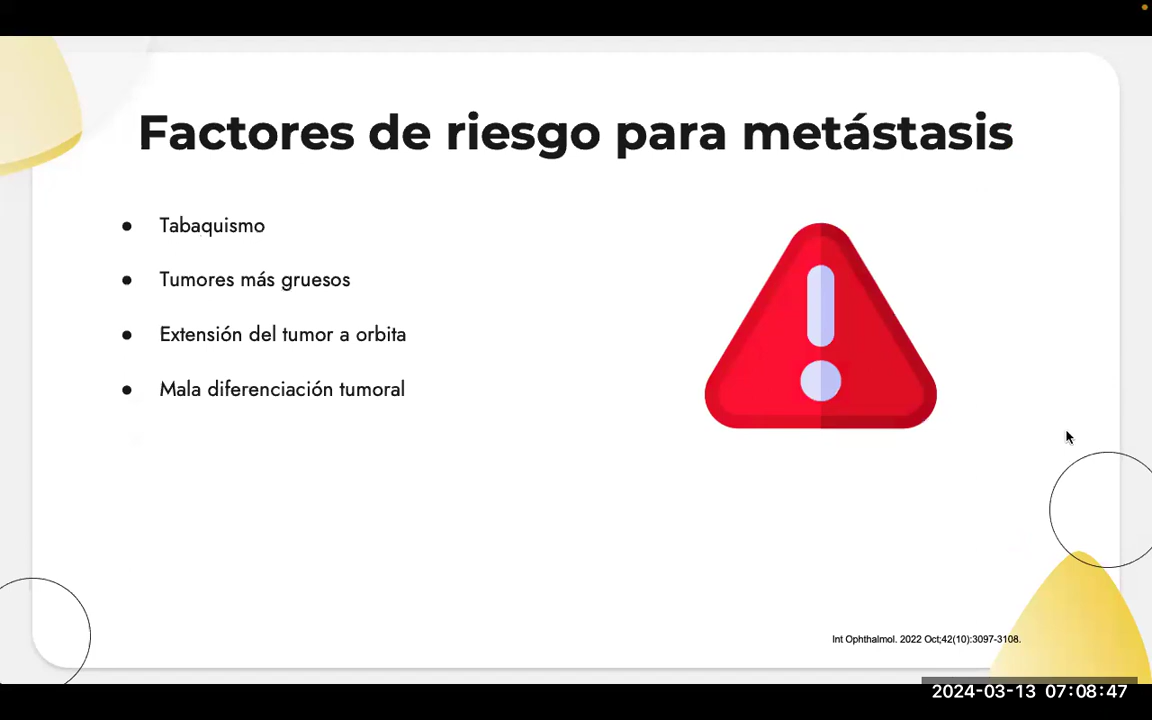 Factores de riesgo para metástasis
● Tabaquismo
● Tumores más gruesos
● Extensión del tumor a orbita
● Mala diferenciación tumoral
Int Ophthalmol. 2022 Oct;42(10):3097-3108.
2024-03-13 07:08:47